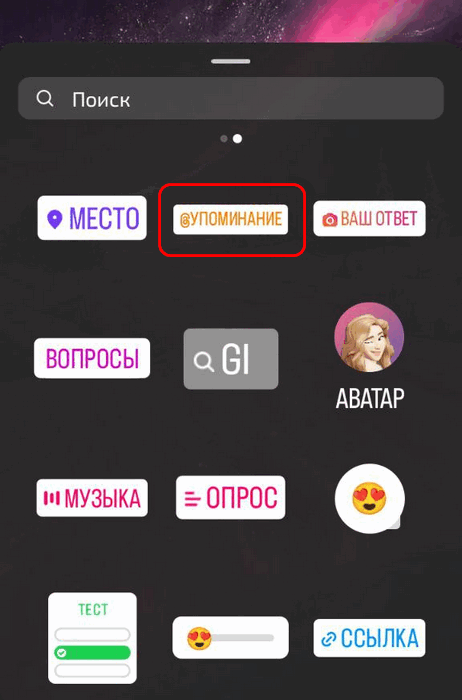 Поиск
МЕСТО
@УПОМИНАНИЕ
ВАШ ОТВЕТ
ВОПРОСЫ
GI
АВАТАР
МУЗЫКА
ОПРОС
ТЕСТ
ССЫЛКА